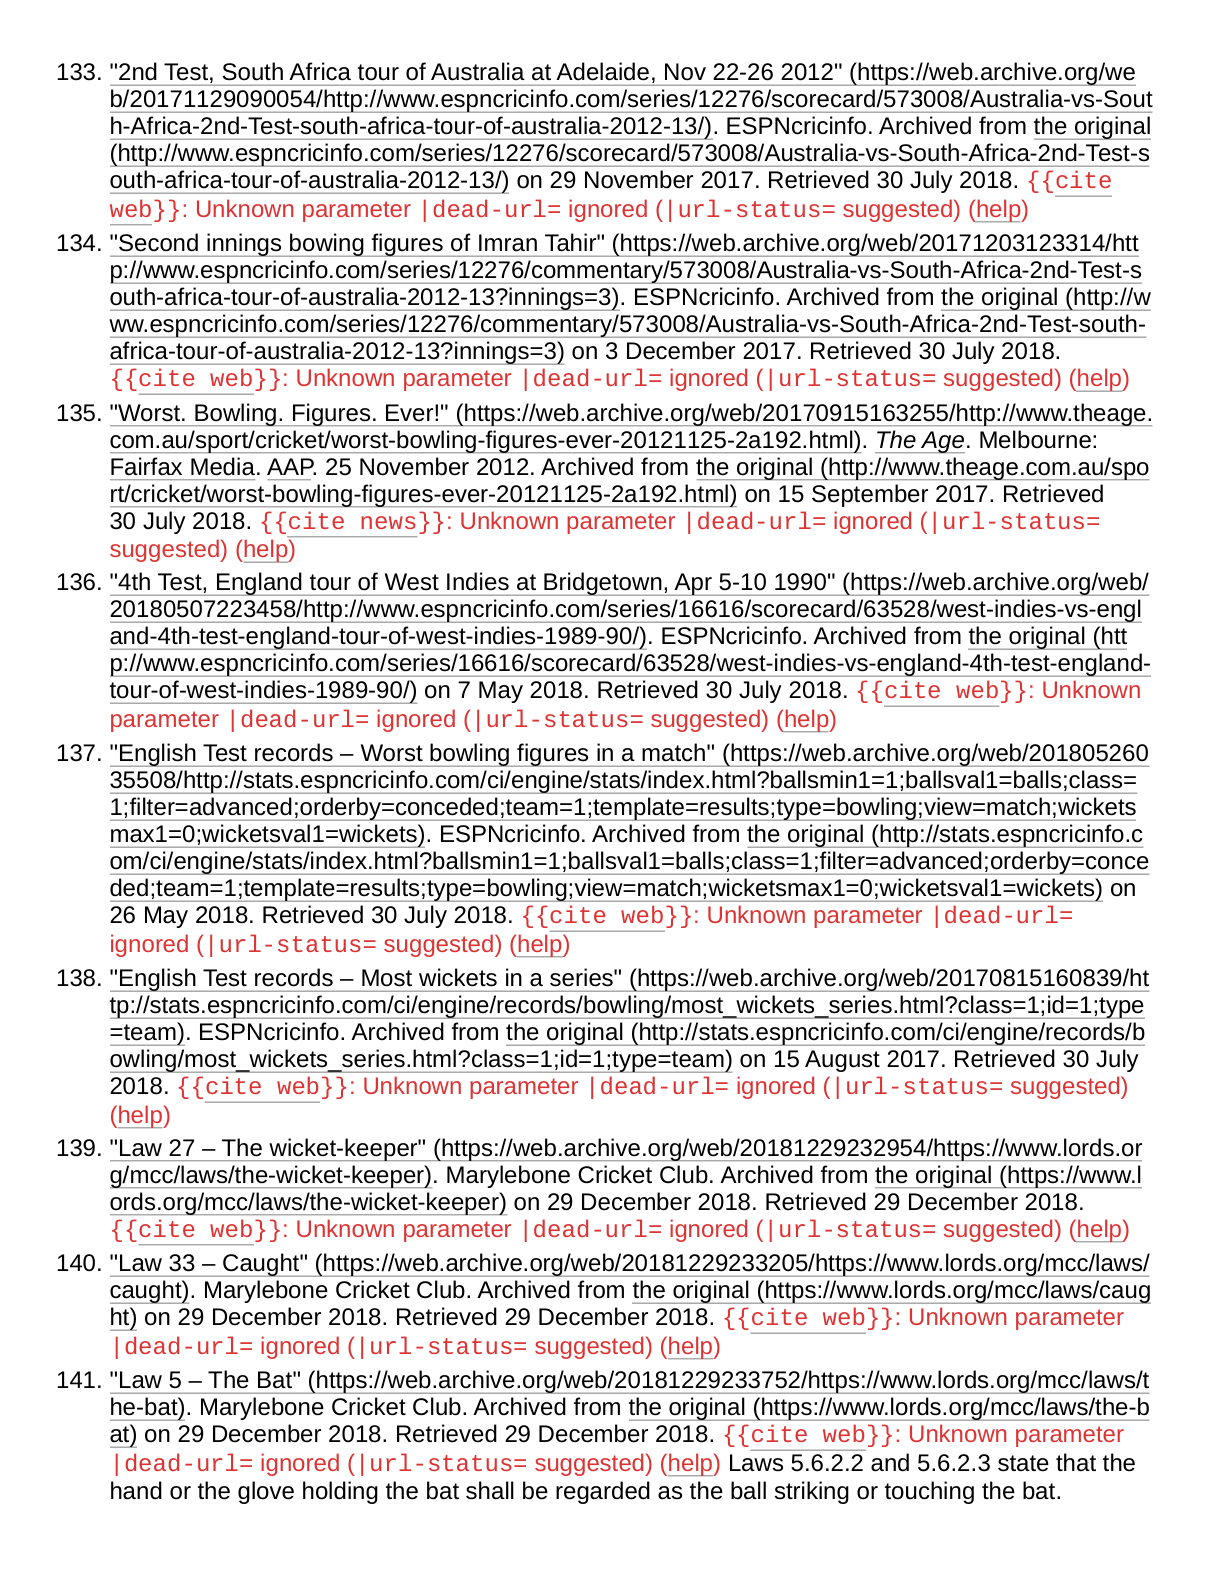 133. "2nd Test, South Africa tour of Australia at Adelaide, Nov 22-26 2012" (https://web.archive.org/we
b/20171129090054/http://www.espncricinfo.com/series/12276/scorecard/573008/Australia-vs-Sout
h-Africa-2nd-Test-south-africa-tour-of-australia-2012-13/). ESPNcricinfo. Archived from the original
(http://www.espncricinfo.com/series/12276/scorecard/573008/Australia-vs-South-Africa-2nd-Test-s
outh-africa-tour-of-australia-2012-13/) on 29 November 2017. Retrieved 30 July 2018. {{cite
web}}: Unknown parameter |dead-url= ignored (|url-status= suggested) (help)
134. "Second innings bowing figures of Imran Tahir" (https://web.archive.org/web/20171203123314/htt
p://www.espncricinfo.com/series/12276/commentary/573008/Australia-vs-South-Africa-2nd-Test-s
outh-africa-tour-of-australia-2012-13?innings=3). ESPNcricinfo. Archived from the original (http://w
ww.espncricinfo.com/series/12276/commentary/573008/Australia-vs-South-Africa-2nd-Test-south-
africa-tour-of-australia-2012-13?innings=3) on 3 December 2017. Retrieved 30 July 2018.
{{cite web}}: Unknown parameter |dead-url= ignored (|url-status= suggested) (help)
135. "Worst. Bowling. Figures. Ever!" (https://web.archive.org/web/20170915163255/http://www.theage.
com.au/sport/cricket/worst-bowling-figures-ever-20121125-2a192.html). The Age. Melbourne:
Fairfax Media. AAP. 25 November 2012. Archived from the original (http://www.theage.com.au/spo
rt/cricket/worst-bowling-figures-ever-20121125-2a192.html) on 15 September 2017. Retrieved
30 July 2018. {{cite news}}: Unknown parameter |dead-url= ignored (|url-status=
suggested) (help)
136. "4th Test, England tour of West Indies at Bridgetown, Apr 5-10 1990" (https://web.archive.org/web/
20180507223458/http://www.espncricinfo.com/series/16616/scorecard/63528/west-indies-vs-engl
and-4th-test-england-tour-of-west-indies-1989-90/). ESPNcricinfo. Archived from the original (htt
p://www.espncricinfo.com/series/16616/scorecard/63528/west-indies-vs-england-4th-test-england-
tour-of-west-indies-1989-90/) on 7 May 2018. Retrieved 30 July 2018. {{cite web}}: Unknown
parameter |dead-url= ignored (|url-status= suggested) (help)
137. "English Test records – Worst bowling figures in a match" (https://web.archive.org/web/201805260
35508/http://stats.espncricinfo.com/ci/engine/stats/index.html?ballsmin1=1;ballsval1=balls;class=
1;filter=advanced;orderby=conceded;team=1;template=results;type=bowling;view=match;wickets
max1=0;wicketsval1=wickets). ESPNcricinfo. Archived from the original (http://stats.espncricinfo.c
om/ci/engine/stats/index.html?ballsmin1=1;ballsval1=balls;class=1;filter=advanced;orderby=conce
ded;team=1;template=results;type=bowling;view=match;wicketsmax1=0;wicketsval1=wickets) on
26 May 2018. Retrieved 30 July 2018. {{cite web}}: Unknown parameter |dead-url=
ignored (|url-status= suggested) (help)
138. "English Test records – Most wickets in a series" (https://web.archive.org/web/20170815160839/ht
tp://stats.espncricinfo.com/ci/engine/records/bowling/most_wickets_series.html?class=1;id=1;type
=team). ESPNcricinfo. Archived from the original (http://stats.espncricinfo.com/ci/engine/records/b
owling/most_wickets_series.html?class=1;id=1;type=team) on 15 August 2017. Retrieved 30 July
2018. {{cite web}}: Unknown parameter |dead-url= ignored (|url-status= suggested)
(help)
139. "Law 27 – The wicket-keeper" (https://web.archive.org/web/20181229232954/https://www.lords.or
g/mcc/laws/the-wicket-keeper). Marylebone Cricket Club. Archived from the original (https://www.l
ords.org/mcc/laws/the-wicket-keeper) on 29 December 2018. Retrieved 29 December 2018.
{{cite web}}: Unknown parameter |dead-url= ignored (|url-status= suggested) (help)
140. "Law 33 – Caught" (https://web.archive.org/web/20181229233205/https://www.lords.org/mcc/laws/
caught). Marylebone Cricket Club. Archived from the original (https://www.lords.org/mcc/laws/caug
ht) on 29 December 2018. Retrieved 29 December 2018. {{cite web}}: Unknown parameter
|dead-url= ignored (|url-status= suggested) (help)
141. "Law 5 – The Bat" (https://web.archive.org/web/20181229233752/https://www.lords.org/mcc/laws/t
he-bat). Marylebone Cricket Club. Archived from the original (https://www.lords.org/mcc/laws/the-b
at) on 29 December 2018. Retrieved 29 December 2018. {{cite web}}: Unknown parameter
|dead-url= ignored (|url-status= suggested) (help) Laws 5.6.2.2 and 5.6.2.3 state that the
hand or the glove holding the bat shall be regarded as the ball striking or touching the bat.